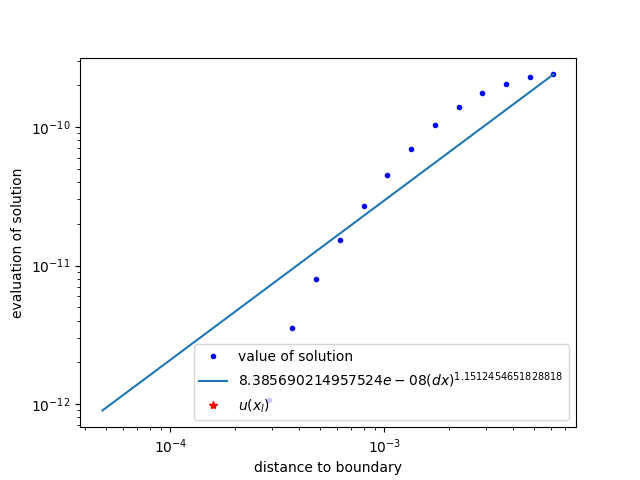 evaluation of solution
10^{-10}
10^{-11}
10^{-12}
value of solution
8.385690214957524e − 08(dx)^{1.1512454651828818}
u(x_l)
10^{-4}
10^{-3}
distance to boundary